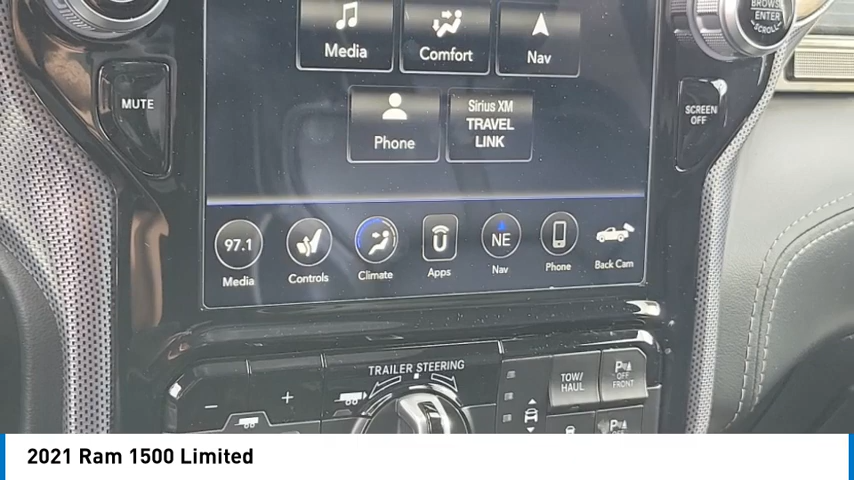 BROWSE
ENTER
SCROLL
Media
Comfort
Nav
MUTE
SCREEN
OFF
Phone
Sirius XM
TRAVEL
LINK
97.1
NE
Media
Controls
Climate
Apps
Nav
Phone
Back Cam
TRAILER STEERING
- +
TOW/
HAUL
P
OFF
FRONT
P
2021 Ram 1500 Limited